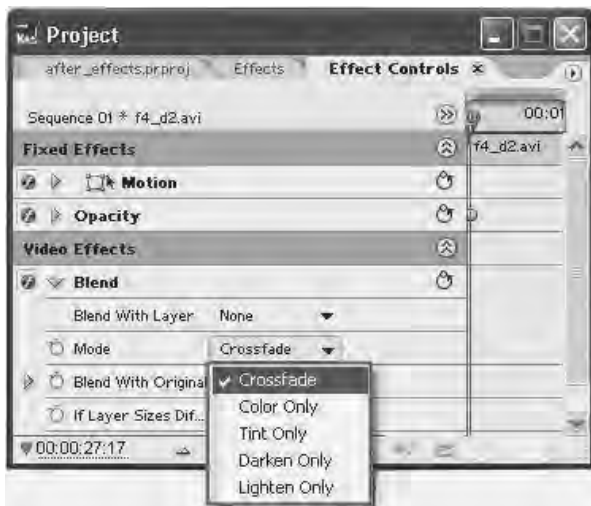 Project
after_effects.prproj Effects Effect Controls ×
Sequence 01 * f4_d2.avi 00:01
Fixed Effects f4_d2.avi
Motion
Opacity
Video Effects
Blend
Blend With Layer None
Mode Crossfade
Blend With Original
If Layer Sizes Dif...
00:00:27:17
Crossfade
Color Only
Tint Only
Darken Only
Lighten Only